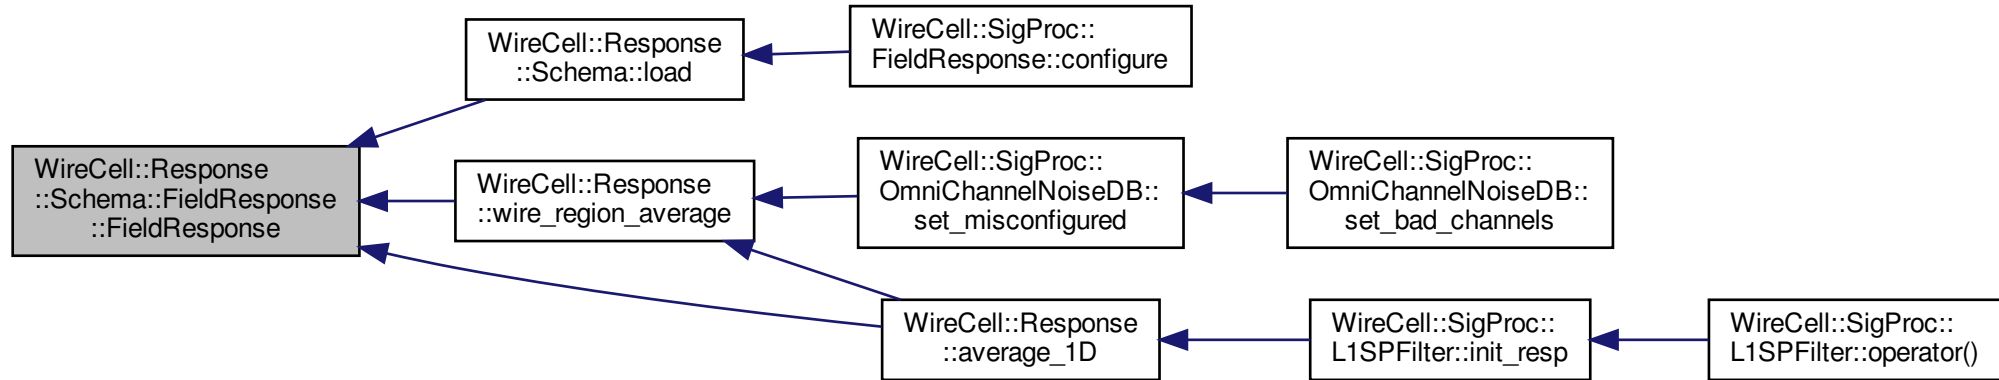 WireCell::Response
::Schema::FieldResponse
::FieldResponse
WireCell::Response
::Schema::load
WireCell::SigProc::
FieldResponse::configure
WireCell::Response
::wire_region_average
WireCell::SigProc::
OmniChannelNoiseDB::
set_misconfigured
WireCell::SigProc::
OmniChannelNoiseDB::
set_bad_channels
WireCell::Response
::average_1D
WireCell::SigProc::
L1SPFilter::init_resp
WireCell::SigProc::
L1SPFilter::operator()